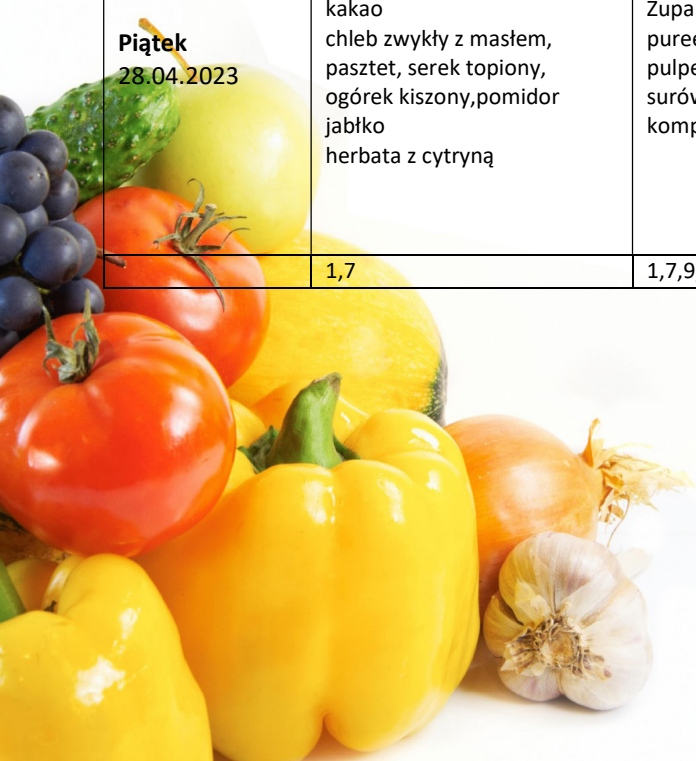 Piątek
28.04.2023
kakao
chleb zwykły z masłem,
pasztet, serek topiony,
ogórek kiszony,pomidor
jabłko
herbata z cytryną
Zupa
1,7
1,7,9